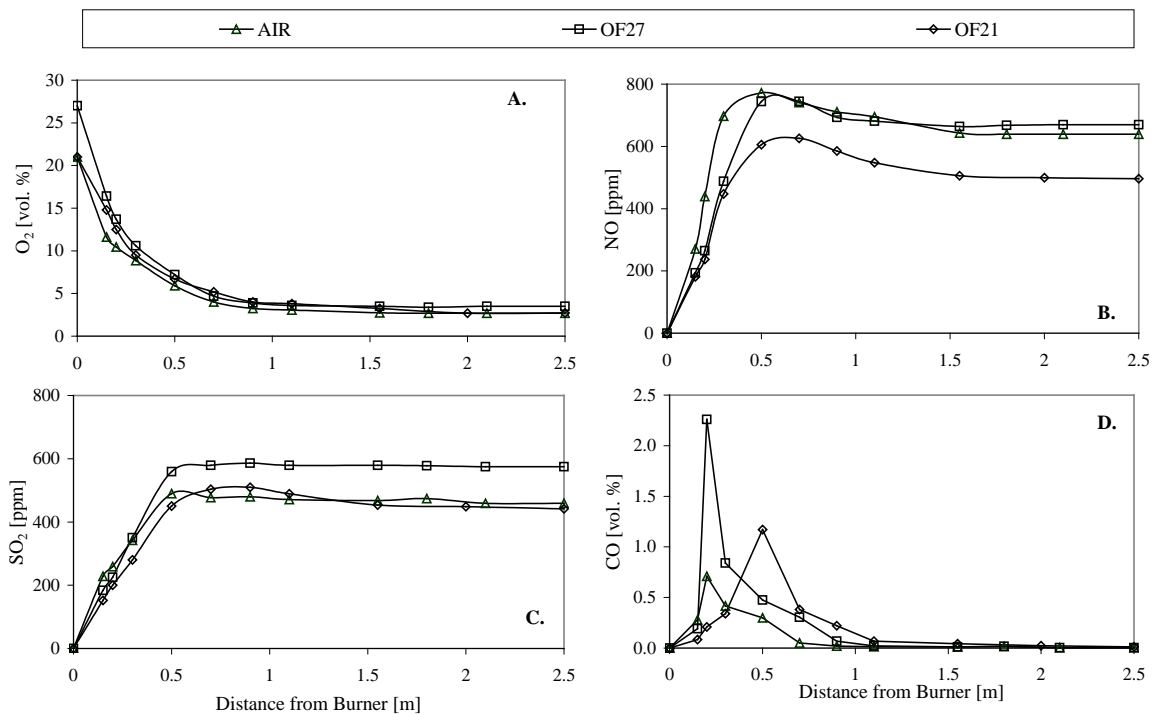 AIR OF27 OF21
A.
O2 [vol. %]
30
25
20
15
10
5
0
0 0.5 1 1.5 2 2.5
B.
NO [ppm]
800
600
400
200
0
0 0.5 1 1.5 2 2.5
C.
SO2 [ppm]
800
600
400
200
0
0 0.5 1 1.5 2 2.5
Distance from Burner [m]
D.
CO [vol. %]
2.5
2.0
1.5
1.0
0.5
0.0
0 0.5 1 1.5 2 2.5
Distance from Burner [m]